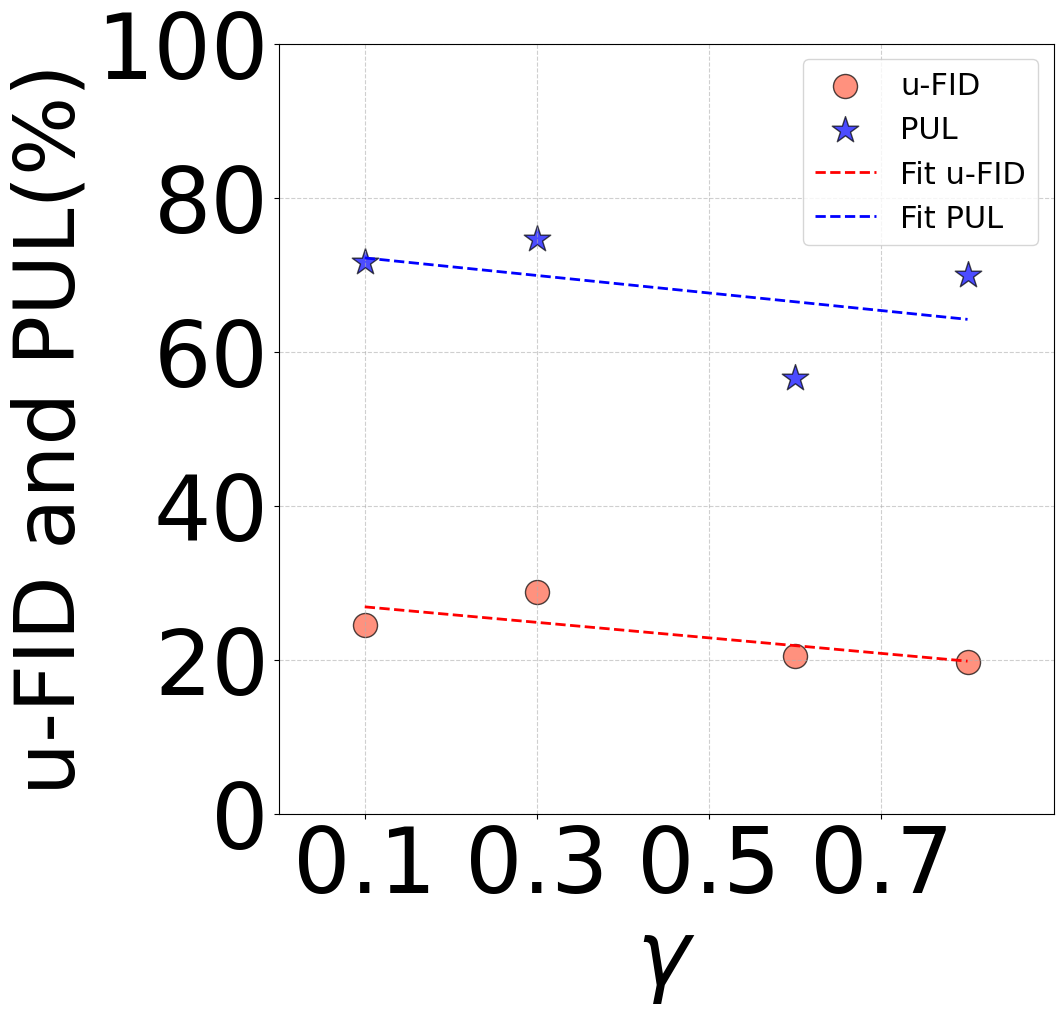 u-FID and PUL(%)
100
80
60
40
20
0
0.1 0.3 0.5 0.7
γ
u-FID
PUL
Fit u-FID
Fit PUL